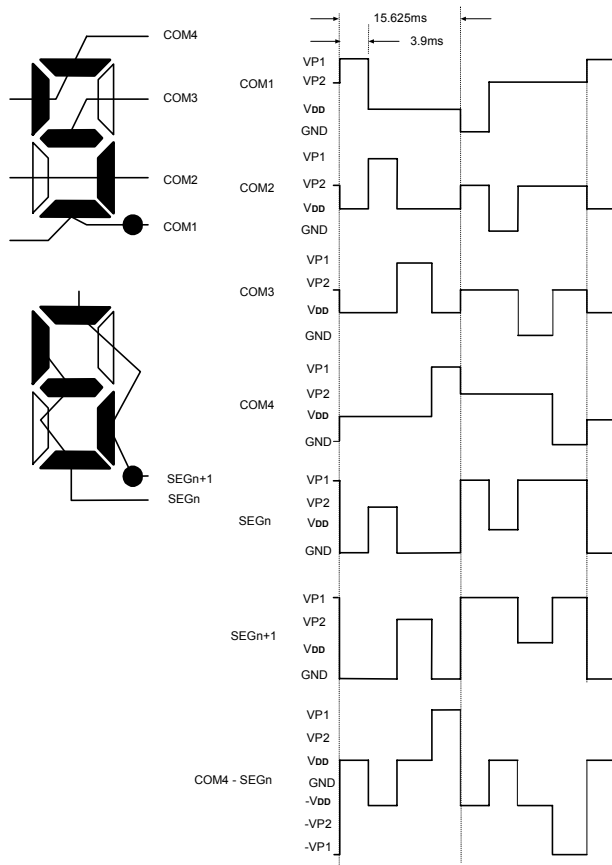 15.625ms
3.9ms
COM4
COM3
COM2
COM1
SEGn+1
SEGn
COM1
VP1
VP2
VDD
GND
COM2
VP1
VP2
VDD
GND
COM3
VP1
VP2
VDD
GND
COM4
VP1
VP2
VDD
GND
SEGn
VP1
VP2
VDD
GND
SEGn+1
VP1
VP2
VDD
GND
COM4 - SEGn
VP1
VP2
VDD
GND
-VDD
-VP2
-VP1